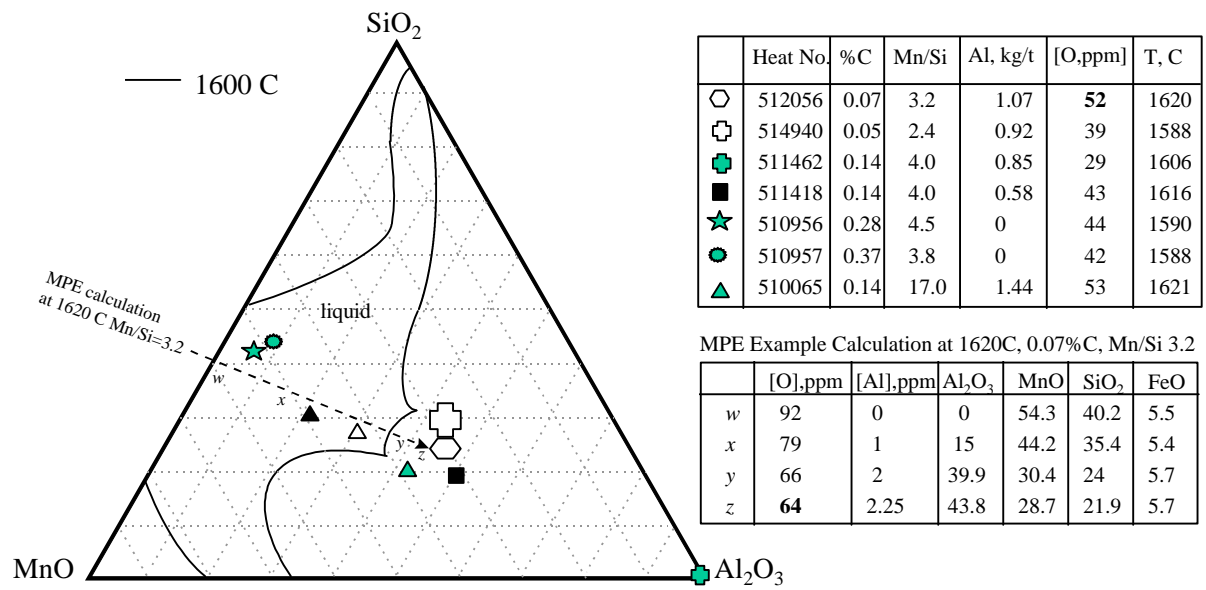 SiO2
1600 C
MPE calculation
at 1620 C Mn/Si=3.2
liquid
w
x
y
z
MnO
Al2O3
Heat No. %C Mn/Si Al, kg/t [O,ppm] T, C
512056 0.07 3.2 1.07 52 1620
514940 0.05 2.4 0.92 39 1588
511462 0.14 4.0 0.85 29 1606
511418 0.14 4.0 0.58 43 1616
510956 0.28 4.5 0 44 1590
510957 0.37 3.8 0 42 1588
510065 0.14 17.0 1.44 53 1621
MPE Example Calculation at 1620C, 0.07%C, Mn/Si 3.2
[O],ppm [Al],ppm Al2O3 MnO SiO2 FeO
w 92 0 0 54.3 40.2 5.5
x 79 1 15 44.2 35.4 5.4
y 66 2 39.9 30.4 24 5.7
z 64 2.25 43.8 28.7 21.9 5.7